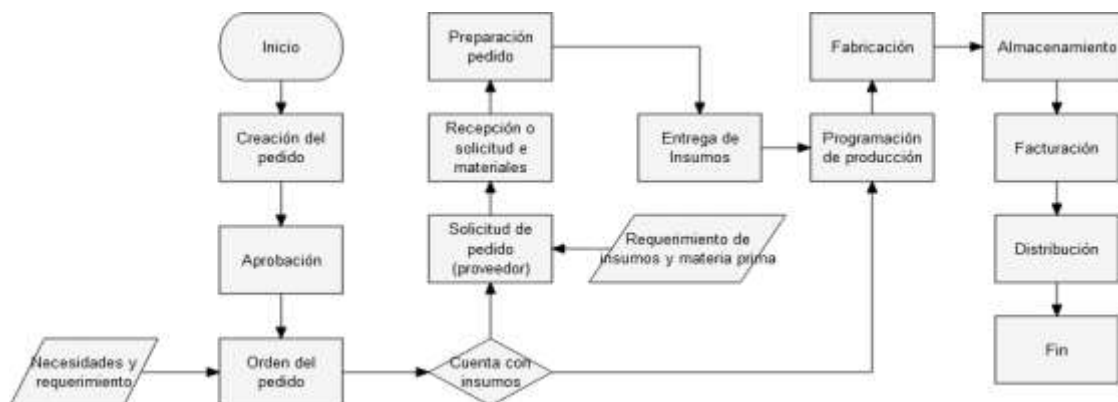 Inicio
Creación del
pedido
Aprobación
Necesidades y
requerimiento
Orden del
pedido
Cuenta con
insumos
Solicitud de
pedido
(proveedor)
Requerimiento de
insumos y materia prima
Recepción o
solicitud e
materiales
Preparación
pedido
Entrega de
Insumos
Programación
de producción
Fabricación
Almacenamiento
Facturación
Distribución
Fin